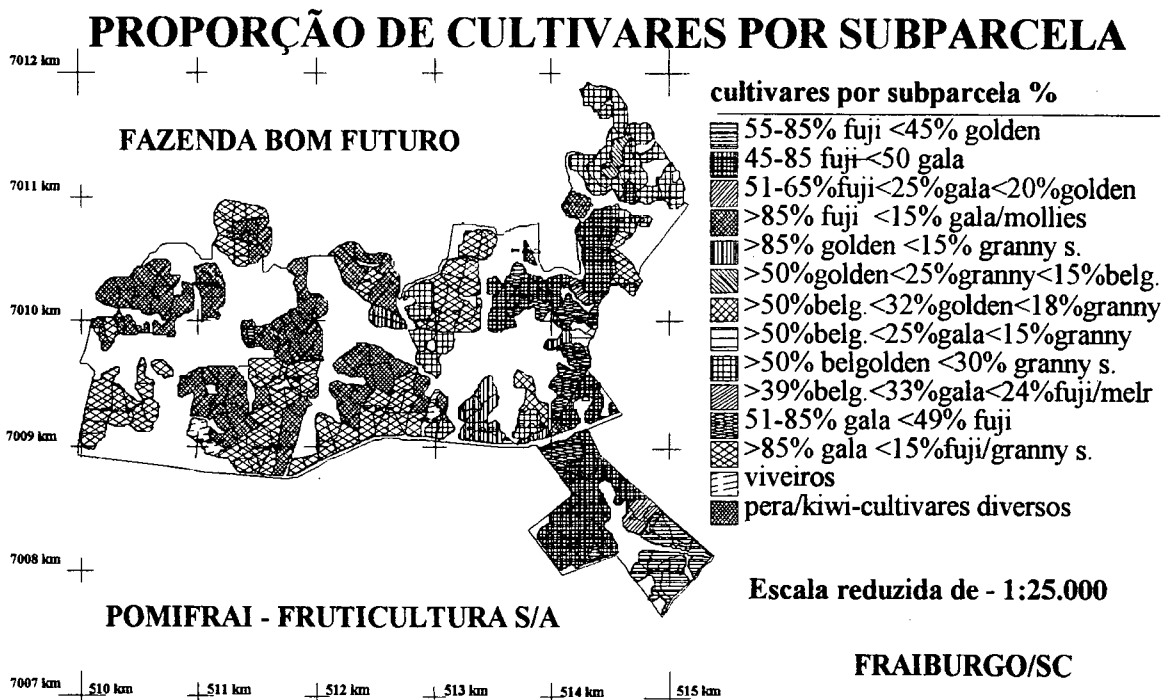 PROPORÇÃO DE CULTIVARES POR SUBPARCELA
7012 km
cultivares por subparcela %
FAZENDA BOM FUTURO
55-85% fuji <45% golden
45-85 fuji <50 gala
7011 km
51-65%fuji<25%gala<20%golden
>85% fuji <15% gala/mollies
>85% golden <15% granny s.
>50%golden<25%granny<15%belg.
7010 km
>50%belg.<32%golden<18%granny
>50%belg.<25%gala<15%granny
>50% belgolden <30% granny s.
>39%belg.<33%gala<24%fuji/melr
51-85% gala <49% fuji
7009 km
>85% gala <15%fuji/granny s.
viveiros
pera/kiwi-cultivares diversos
7008 km
Escala reduzida de - 1:25.000
POMIFRAI - FRUTICULTURA S/A
FRAIBURGO/SC
7007 km
510 km 511 km 512 km 513 km 514 km 515 km